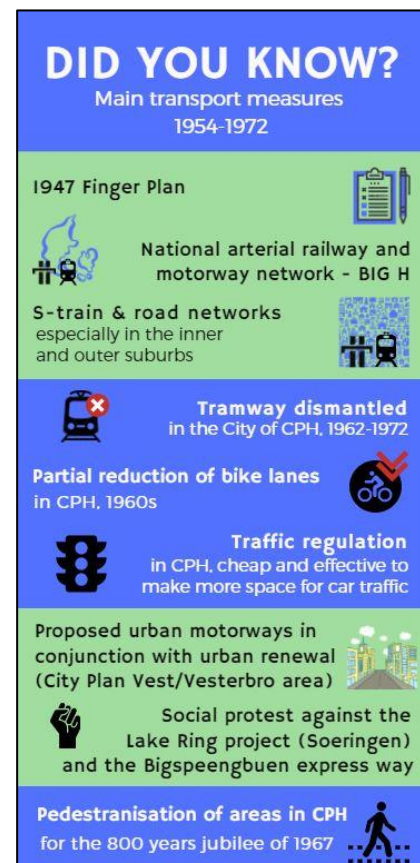 DID YOU KNOW?
Main transport measures
1954-1972
1947 Finger Plan
National arterial railway and
motorway network - BIG H
S-train & road networks
especially in the inner
and outer suburbs
Tramway dismantled
in the City of CPH, 1962-1972
Partial reduction of bike lanes
in CPH, 1960s
Traffic regulation
in CPH, cheap and effective to
make more space for car traffic
Proposed urban motorways in
conjunction with urban renewal
(City Plan Vest/Vesterbro area)
Social protest against the
Lake Ring project (Soeringen)
and the Bigspeengbuen express way
Pedestranisation of areas in CPH
for the 800 years jubilee of 1967